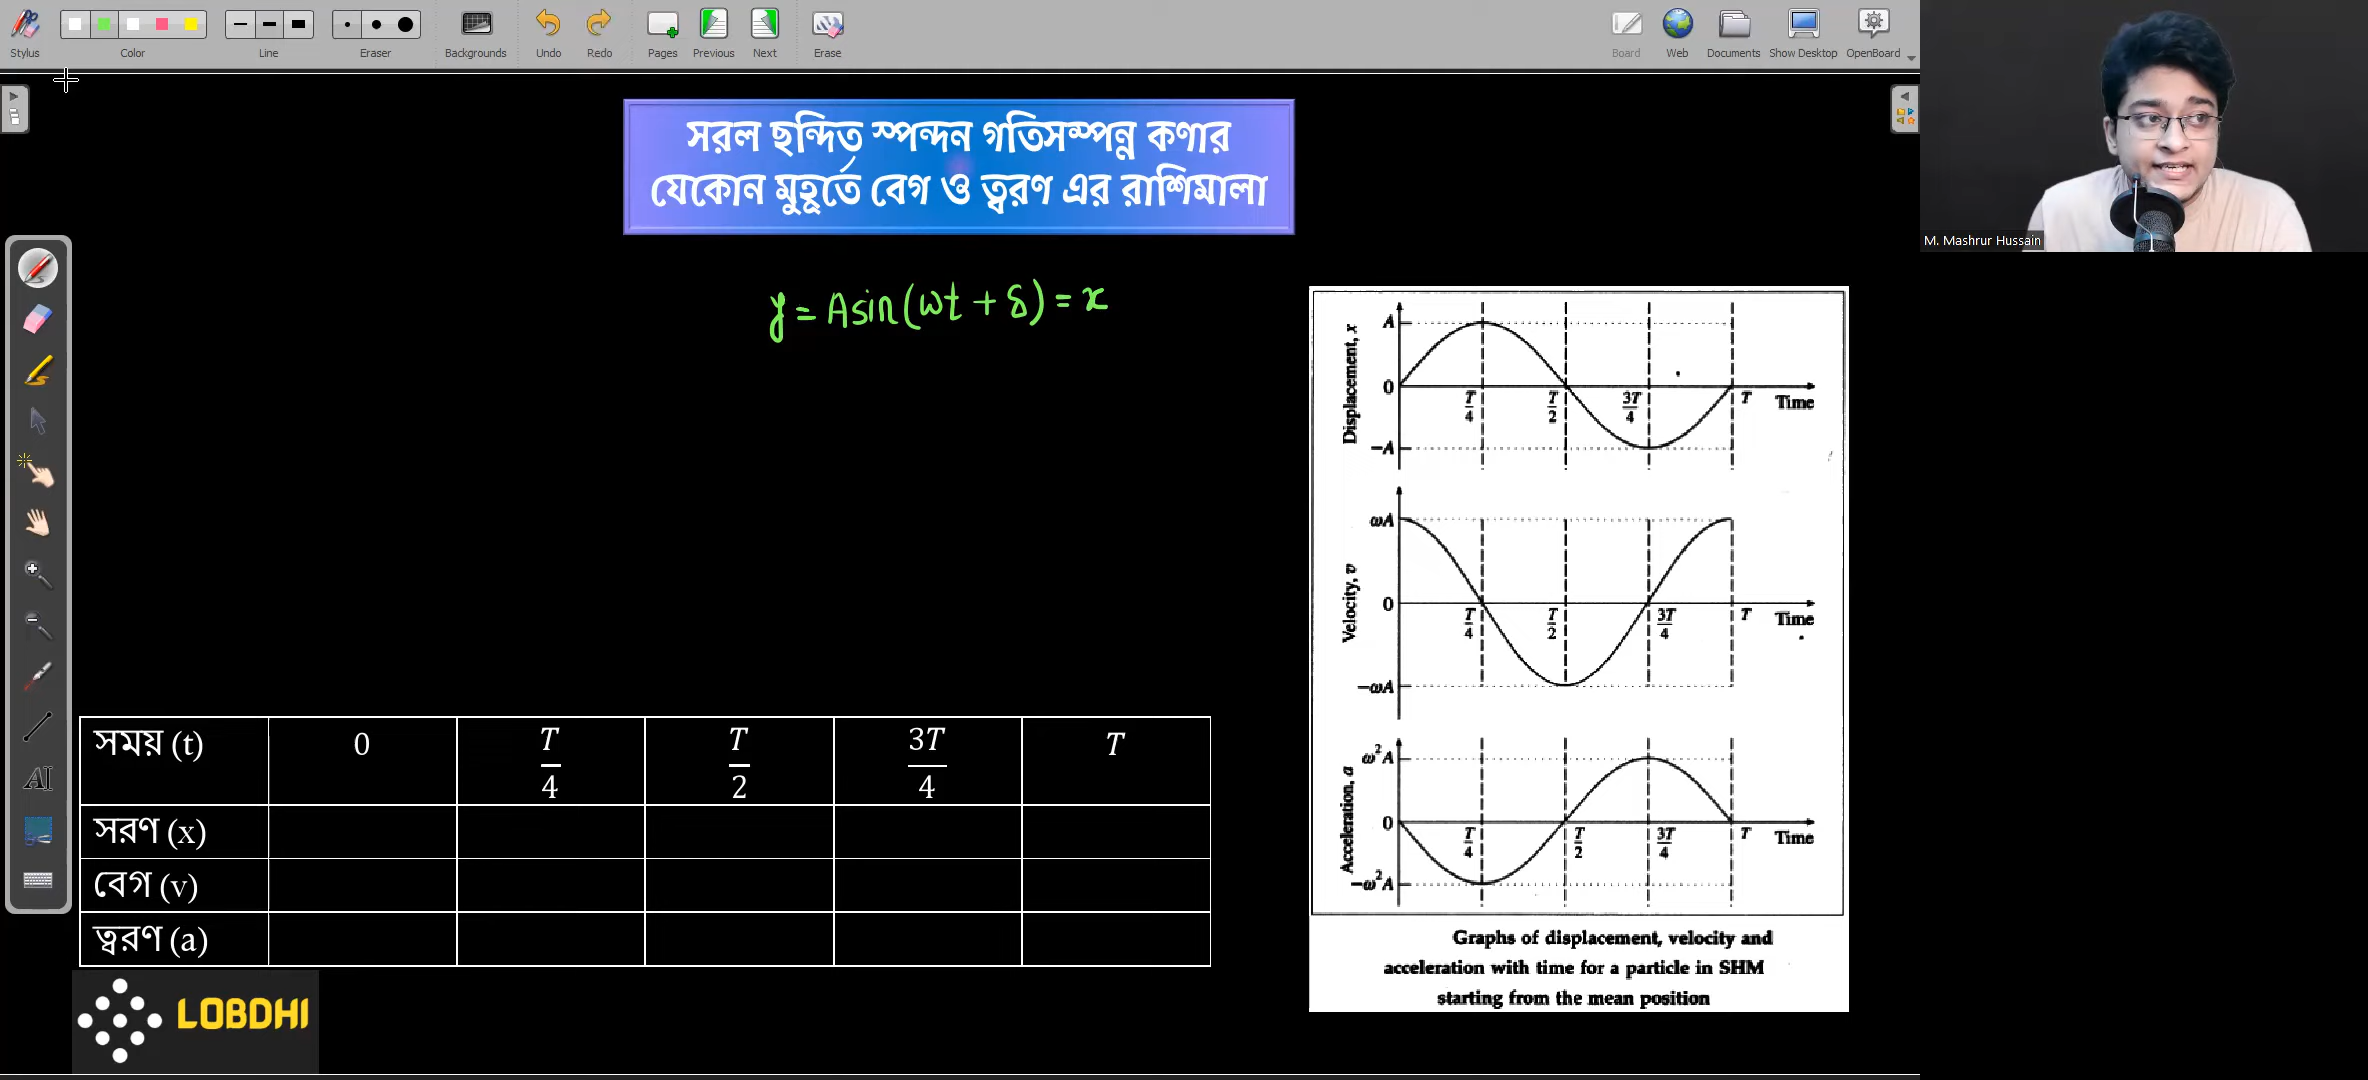 Stylus
Color
Line
Eraser
Backgrounds
Undo
Redo
Pages
Previous
Next
Erase
Board
Web
Documents
Show Desktop
OpenBoard
M. Mashrur Hussain
সরল ছন্দিত স্পন্দন গতিসম্পন্ন কণার
যেকোন মুহূর্তে বেগ ও ত্বরণ এর রাশিমালা
y = A sin (ωt + δ) = x
Displacement, x
A
0
-A
T/4
T/2
3T/4
T
Time
Velocity, v
ωA
0
-ωA
T/4
T/2
3T/4
T
Time
Acceleration, a
ω²A
0
-ω²A
T/4
T/2
3T/4
T
Time
Graphs of displacement, velocity and
acceleration with time for a particle in SHM
starting from the mean position
সময় (t) 0 T/4 T/2 3T/4 T
সরণ (x)
বেগ (v)
ত্বরণ (a)
LOBDHI